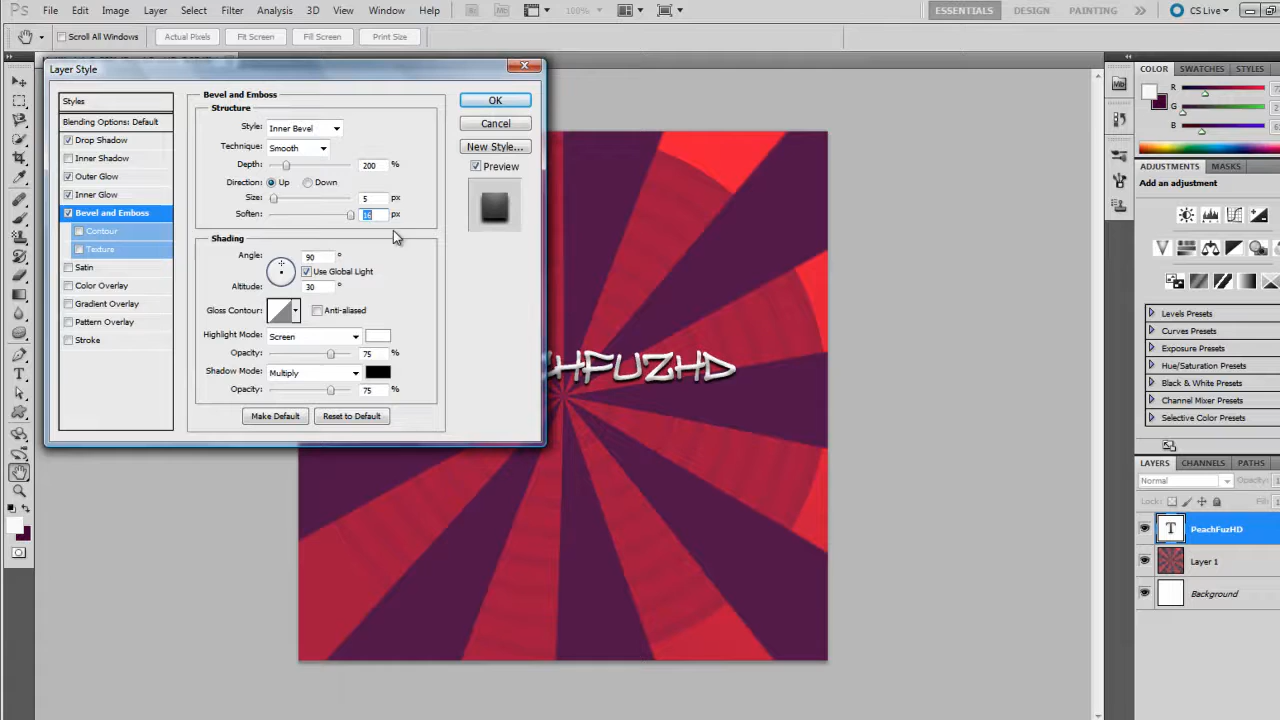 Ps File Edit Image Layer Select Filter Analysis 3D View Window Help Br Mb 100% ESSENTIALS DESIGN PAINTING CS Live
Scroll All Windows Actual Pixels Fit Screen Fill Screen Print Size
Layer Style
Styles
Blending Options: Default
Drop Shadow
Inner Shadow
Outer Glow
Inner Glow
Bevel and Emboss
Contour
Texture
Satin
Color Overlay
Gradient Overlay
Pattern Overlay
Stroke
Bevel and Emboss
Structure
Style: Inner Bevel
Technique: Smooth
Depth: 200 %
Direction: Up Down
Size: 5 px
Soften: 16 px
Shading
Angle: 90 °
Use Global Light
Altitude: 30 °
Gloss Contour: Anti-aliased
Highlight Mode: Screen
Opacity: 75 %
Shadow Mode: Multiply
Opacity: 75 %
Make Default Reset to Default
OK
Cancel
New Style...
Preview
HFUZHD
Mb
COLOR SWATCHES STYLES
R
G
B
ADJUSTMENTS MASKS
Add an adjustment
Levels Presets
Curves Presets
Exposure Presets
Hue/Saturation Presets
Black & White Presets
Channel Mixer Presets
Selective Color Presets
LAYERS CHANNELS PATHS
Normal Opacity:
Lock: Fill:
T PeachFuzHD
Layer 1
Background